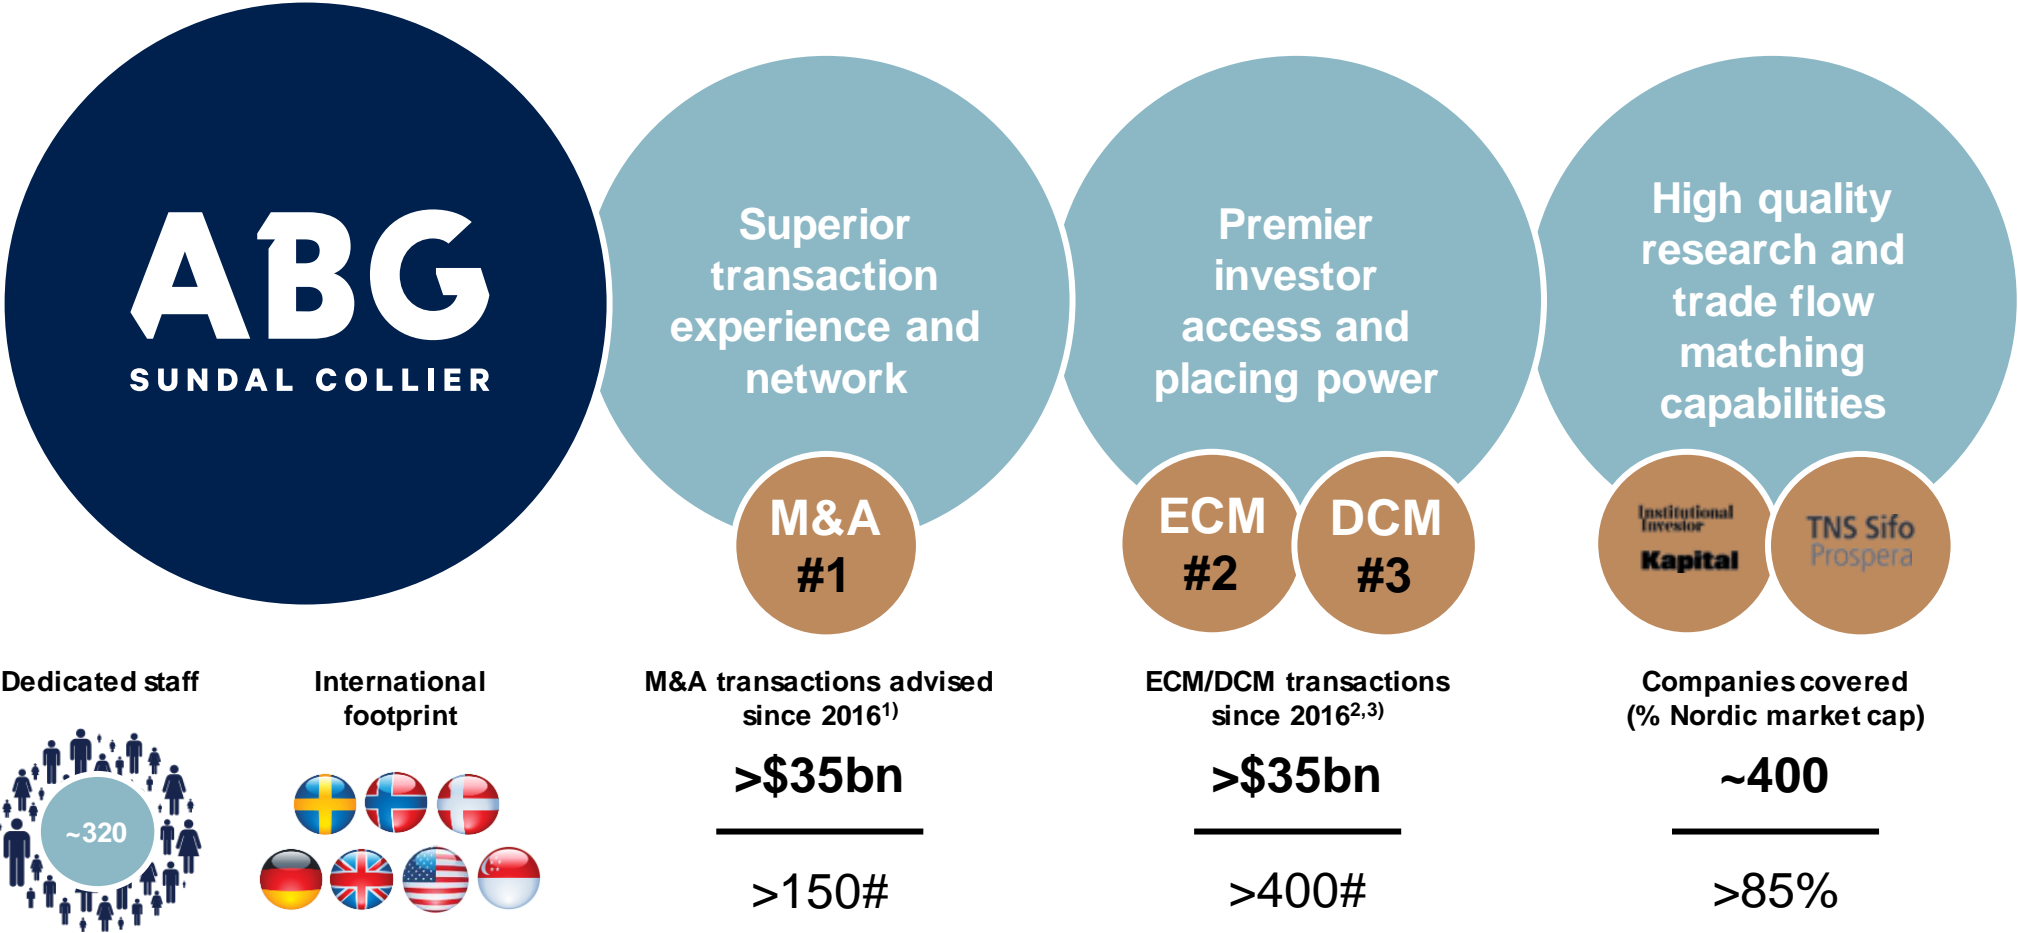 ABG
SUNDAL COLLIER
Superior
transaction
experience and
network
M&A
#1
Premier
investor
access and
placing power
ECM
#2
DCM
#3
High quality
research and
trade flow
matching
capabilities
Institutional
Investor
Kapital
TNS Sifo
Prospera
Dedicated staff
~320
International
footprint
M&A transactions advised
since 2016¹⁾
>$35bn
>150#
ECM/DCM transactions
since 2016²,³⁾
>$35bn
>400#
Companies covered
(% Nordic market cap)
~400
>85%